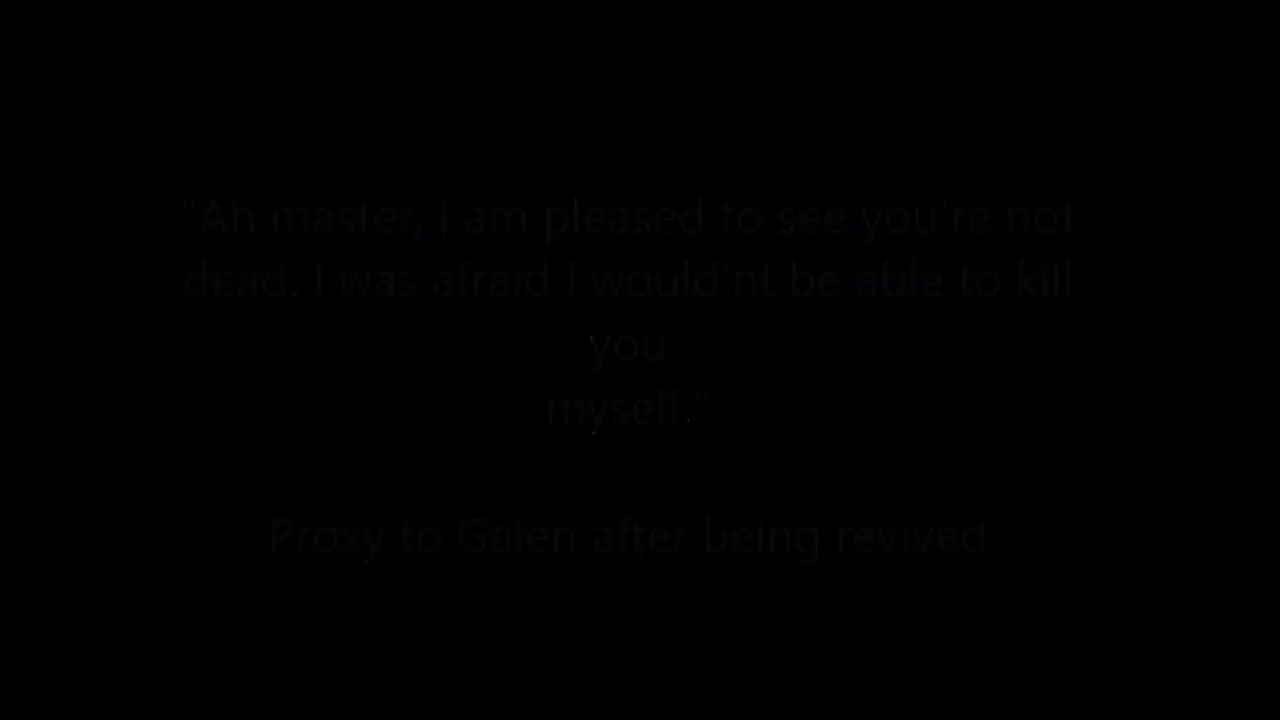 "Ah master, I am pleased to see you're not
dead. I was afraid I would'nt be able to kill
you
myself."
Proxy to Galen after being revived